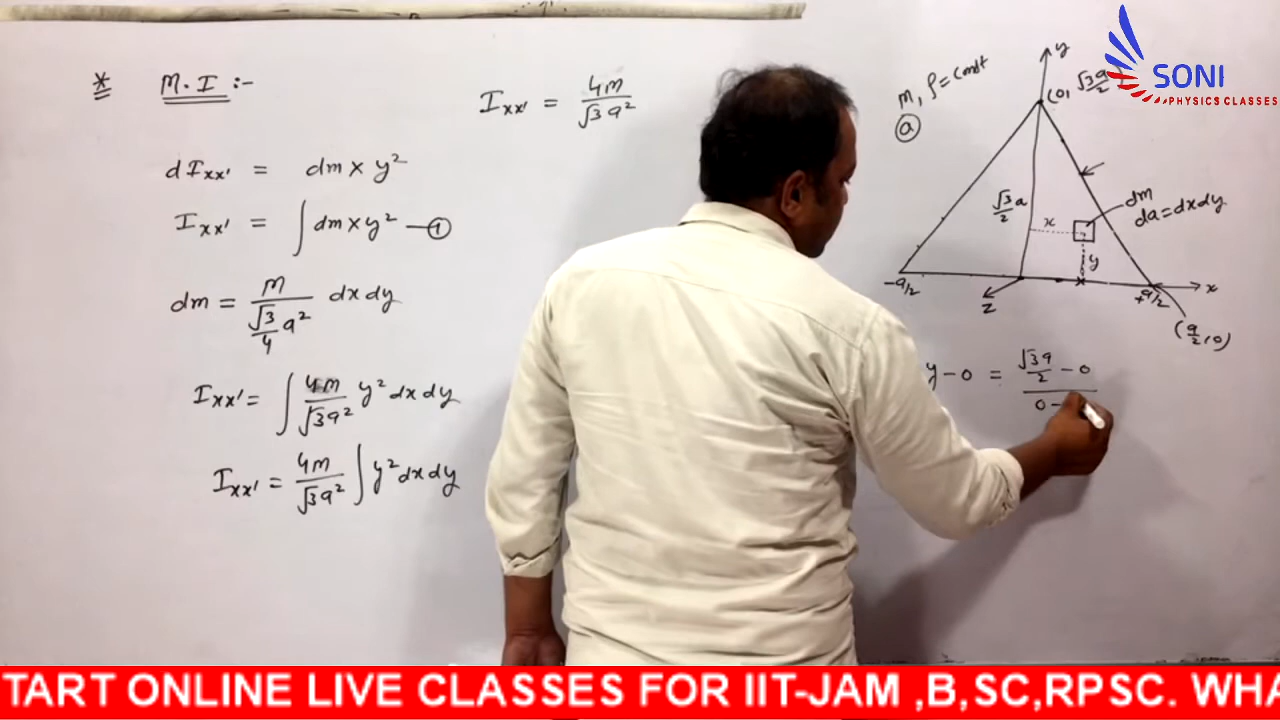 * M.I :-
dI_xx' = dm × y²
I_xx' = ∫ dm × y² — ①
dm = m / (√3/4 a²) dx dy
I_xx' = ∫ 4m/√3a² y² dx dy
I_xx' = 4m/√3a² ∫ y² dx dy
I_xx' = 4m/√3a²
m, ρ = Const
ⓐ
y
(0, √3a/2)
√3/2 a
x
dm
da = dxdy
y
-a/2
+a/2
x
z
(a/2, 0)
y - 0 = √3a/2 - 0
0 -
SONI
PHYSICS CLASSES
TART ONLINE LIVE CLASSES FOR IIT-JAM ,B,SC,RPSC. WHA